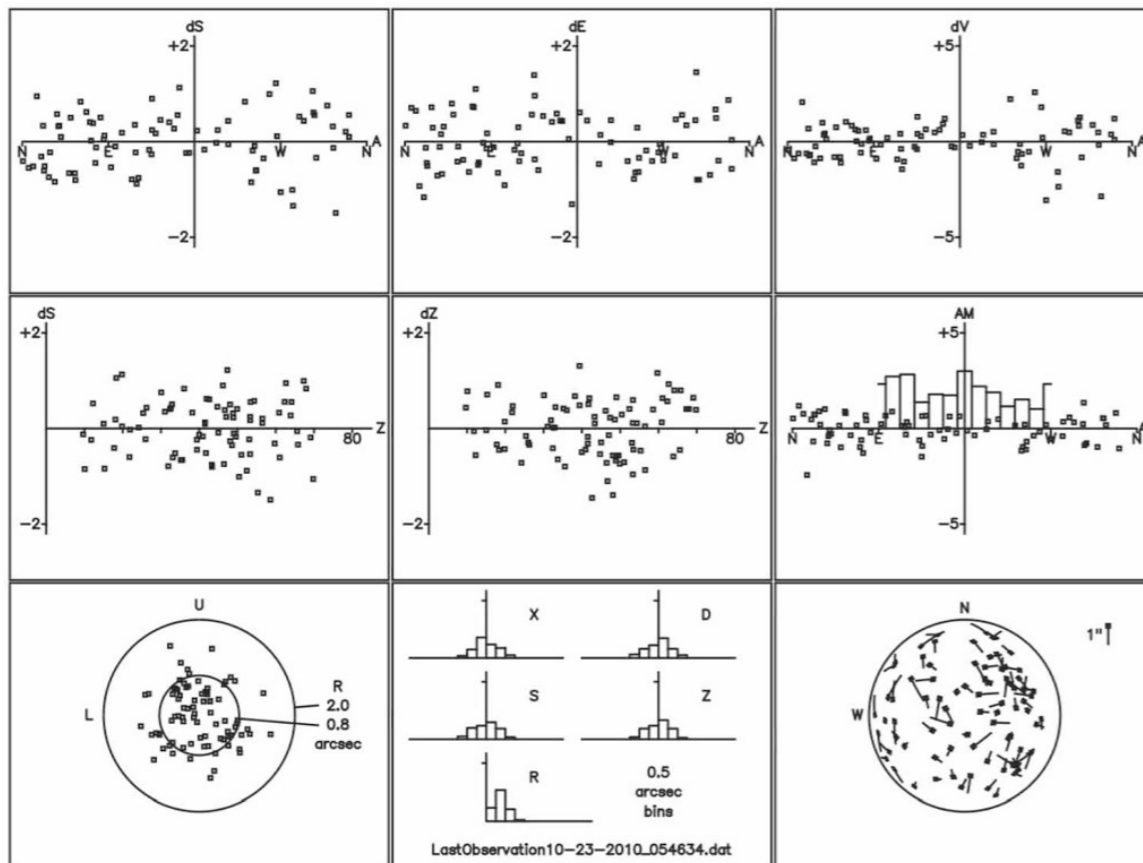 dS
+2
N E W N A
-2
dE
+2
N E W N A
-2
dV
+5
N E W N A
-5
dS
+2
80 Z
-2
dZ
+2
80 Z
-2
AM
+5
N E W N
-5
U
L
R
2.0
0.8
arcsec
X
D
S
Z
R
0.5
arcsec
bins
LastObservation10-23-2010_054634.dat
N
W
1"